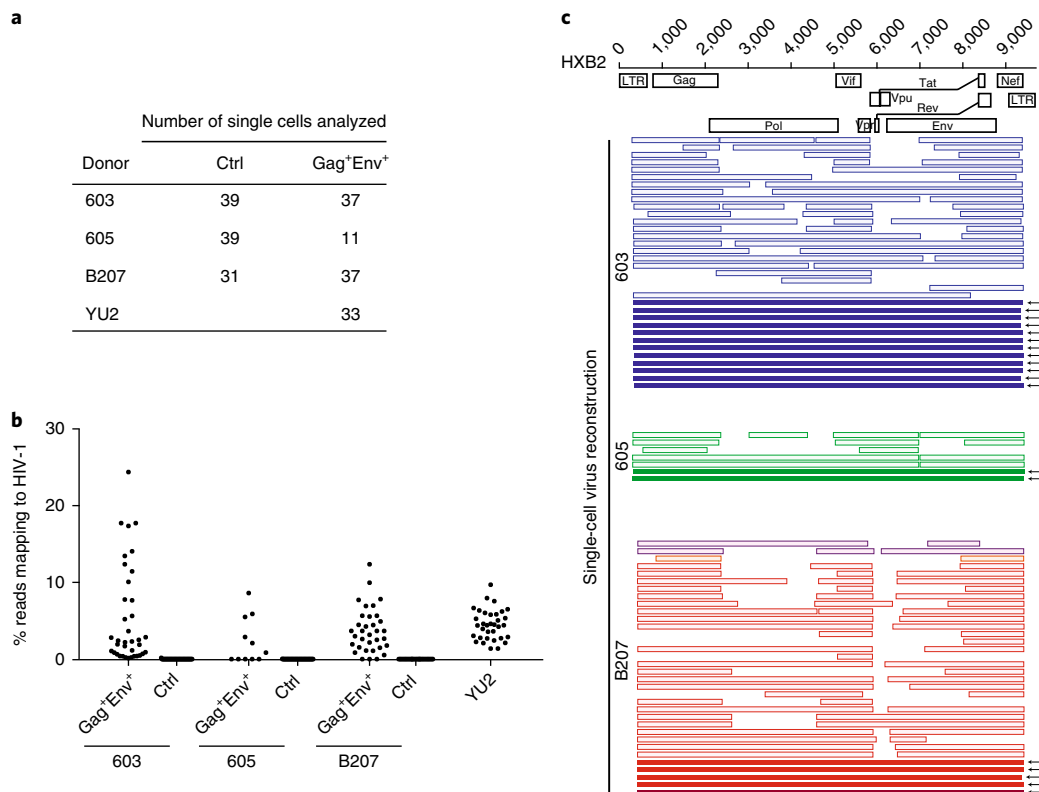 a
Number of single cells analyzed
Donor Ctrl Gag⁺Env⁺
603 39 37
605 39 11
B207 31 37
YU2 33
b
% reads mapping to HIV-1
30
20
10
0
Gag⁺Env⁺ Ctrl Gag⁺Env⁺ Ctrl Gag⁺Env⁺ Ctrl YU2
603 605 B207
c
0 1,000 2,000 3,000 4,000 5,000 6,000 7,000 8,000 9,000
HXB2
LTR Gag Vif Tat Nef
Vpu Rev LTR
Pol Vpr Env
Single-cell virus reconstruction
603
605
B207